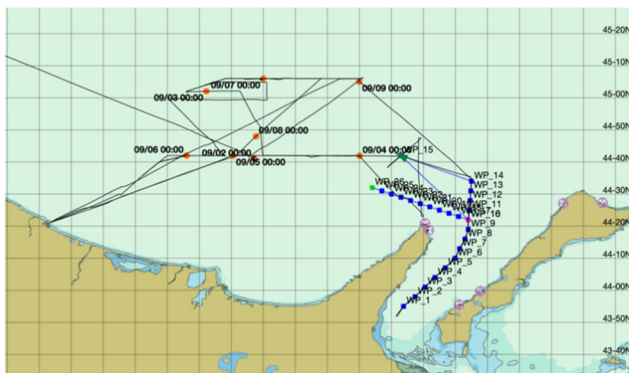 45-20N
45-10N
09/07 00:00
09/09 00:00
09/03 00:00
45-00N
09/08 00:00
44-50N
09/06 00:00
09/02 00:00
09/04 00:00
WP_15
09/05 00:00
44-40N
WP_14
WP_26
WP_13
44-30N
WP_12
WP_11
WP_10
44-20N
WP_9
WP_8
WP_7
44-10N
WP_6
WP_5
WP_4
WP_3
44-00N
WP_2
WP_1
43-50N
43-40N